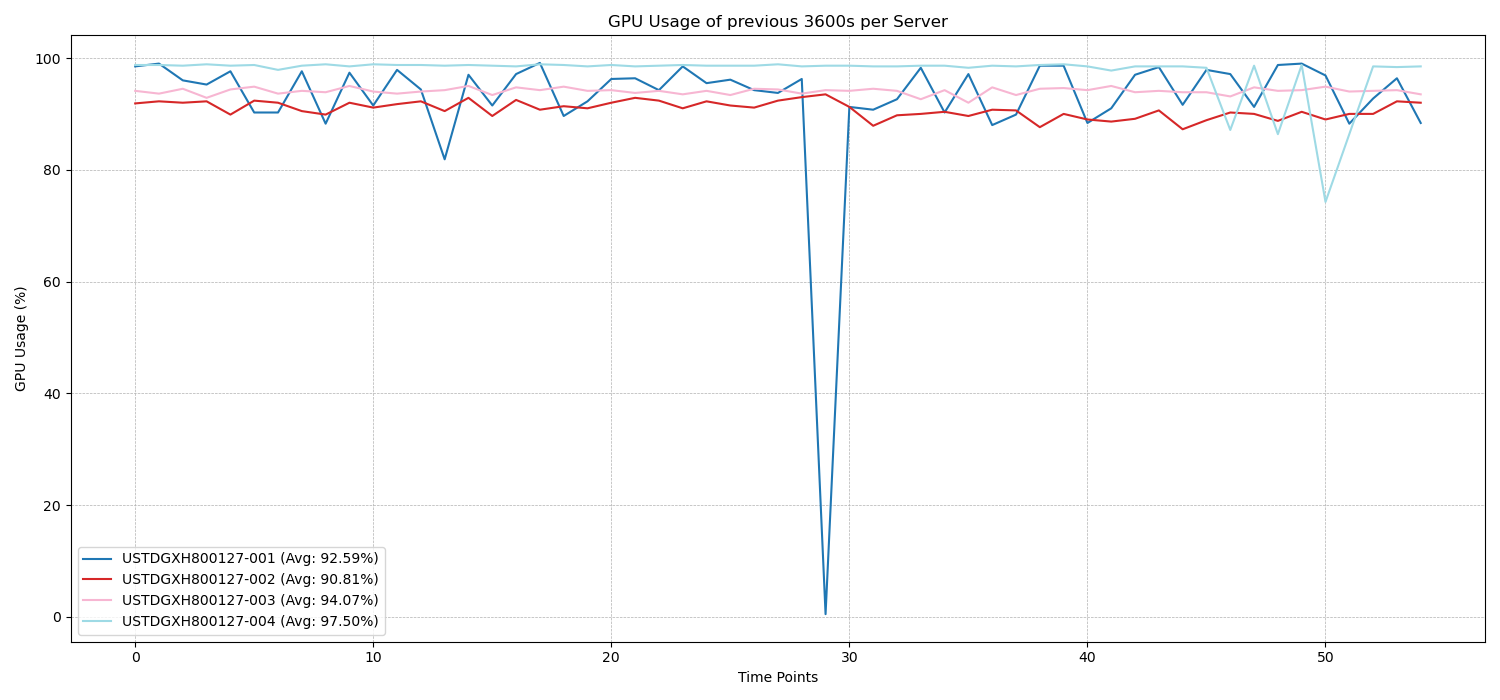 GPU Usage of previous 3600s per Server
GPU Usage (%)
100
80
60
40
20
0
USTDGXH800127-001 (Avg: 92.59%)
USTDGXH800127-002 (Avg: 90.81%)
USTDGXH800127-003 (Avg: 94.07%)
USTDGXH800127-004 (Avg: 97.50%)
0 10 20 30 40 50
Time Points